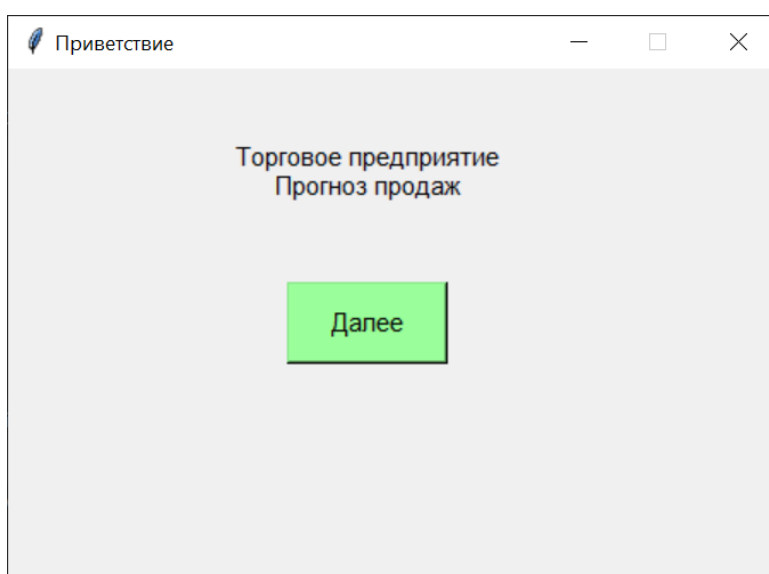 Приветствие
Торговое предприятие
Прогноз продаж
Далее